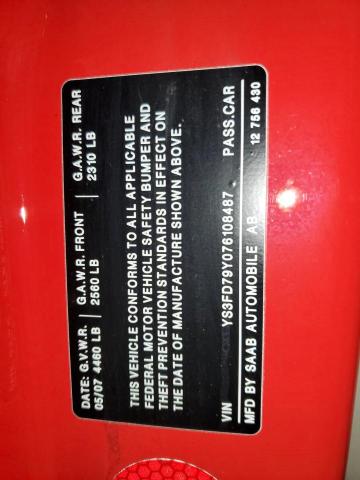 DATE: G.V.W.R. G.A.W.R. FRONT G.A.W.R. REAR
05/07 4460 LB 2560 LB 2310 LB
THIS VEHICLE CONFORMS TO ALL APPLICABLE
FEDERAL MOTOR VEHICLE SAFETY BUMPER AND
THEFT PREVENTION STANDARDS IN EFFECT ON
THE DATE OF MANUFACTURE SHOWN ABOVE.
VIN YS3FD79Y076108487 PASS.CAR
MFD BY SAAB AUTOMOBILE AB 12 756 430